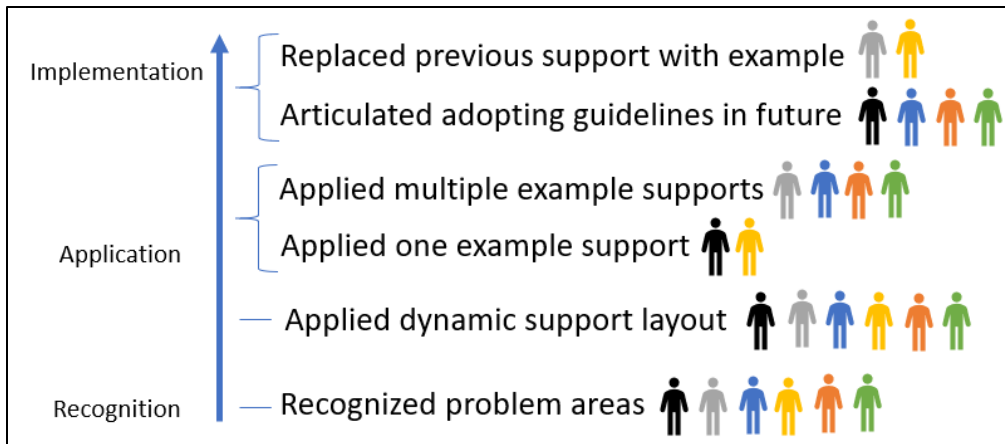 Implementation
Replaced previous support with example
Articulated adopting guidelines in future
Application
Applied multiple example supports
Applied one example support
Applied dynamic support layout
Recognition
Recognized problem areas